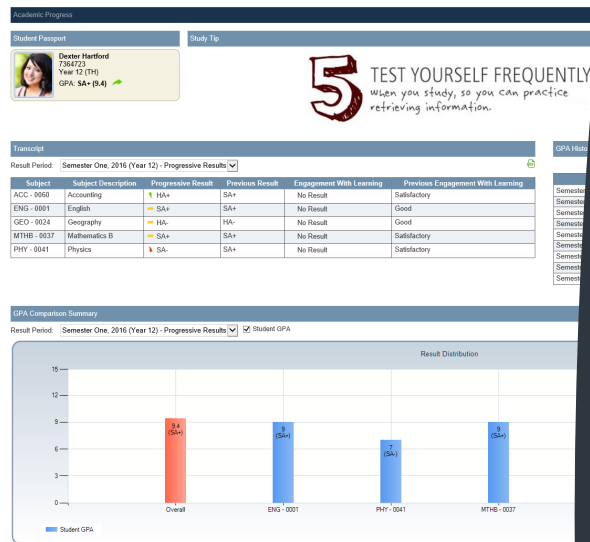 Academic Progress
Student Passport
Study Tip
Dexter Hartford
7364723
Year 12 (TH)
GPA: SA+ (9.4)
5 TEST YOURSELF FREQUENTLY
when you study, so you can practice
retrieving information.
Transcript
GPA Histo
Result Period: Semester One, 2016 (Year 12) - Progressive Results
Subject Subject Description Progressive Result Previous Result Engagement With Learning Previous Engagement With Learning
ACC - 0060 Accounting HA+ SA+ No Result Satisfactory
ENG - 0001 English SA+ SA+ No Result Good
GEO - 0024 Geography HA- HA- No Result Good
MTHB - 0037 Mathematics B SA+ SA+ No Result Satisfactory
PHY - 0041 Physics SA- SA+ No Result Satisfactory
Semester
Semeste
Semeste
Semeste
Semeste
Semeste
Semeste
Semest
Semest
GPA Comparison Summary
Result Period: Semester One, 2016 (Year 12) - Progressive Results Student GPA
Result Distribution
15
12
9
6
3
0
9.4
(SA+)
9
(SA+)
7
(SA-)
9
(SA+)
Overall ENG - 0001 PHY - 0041 MTHB - 0037
Student GPA